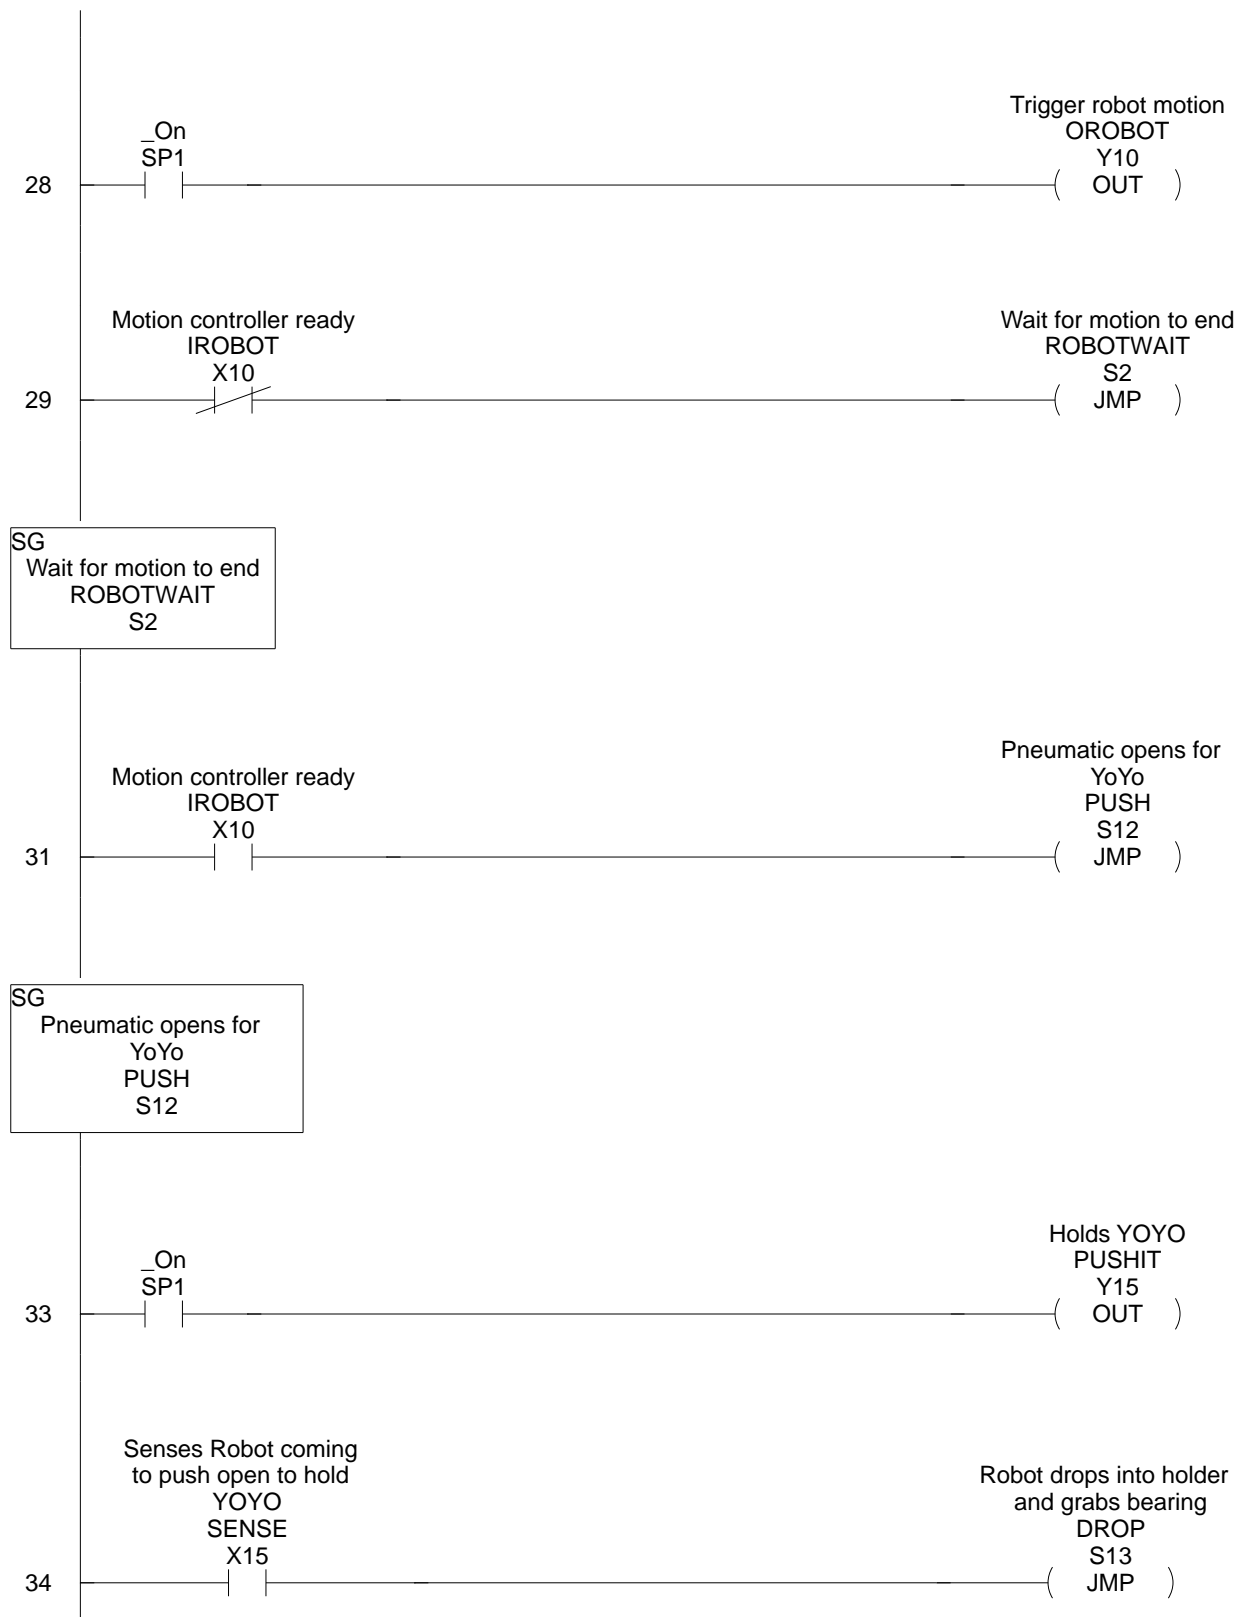 _On
SP1
Trigger robot motion
OROBOT
Y10
28
OUT
Motion controller ready
IROBOT
X10
Wait for motion to end
ROBOTWAIT
S2
29
JMP
SG
Wait for motion to end
ROBOTWAIT
S2
Motion controller ready
IROBOT
X10
Pneumatic opens for
YoYo
PUSH
S12
31
JMP
SG
Pneumatic opens for
YoYo
PUSH
S12
_On
SP1
Holds YOYO
PUSHIT
Y15
33
OUT
Senses Robot coming
to push open to hold
YOYO
SENSE
X15
Robot drops into holder
and grabs bearing
DROP
S13
34
JMP